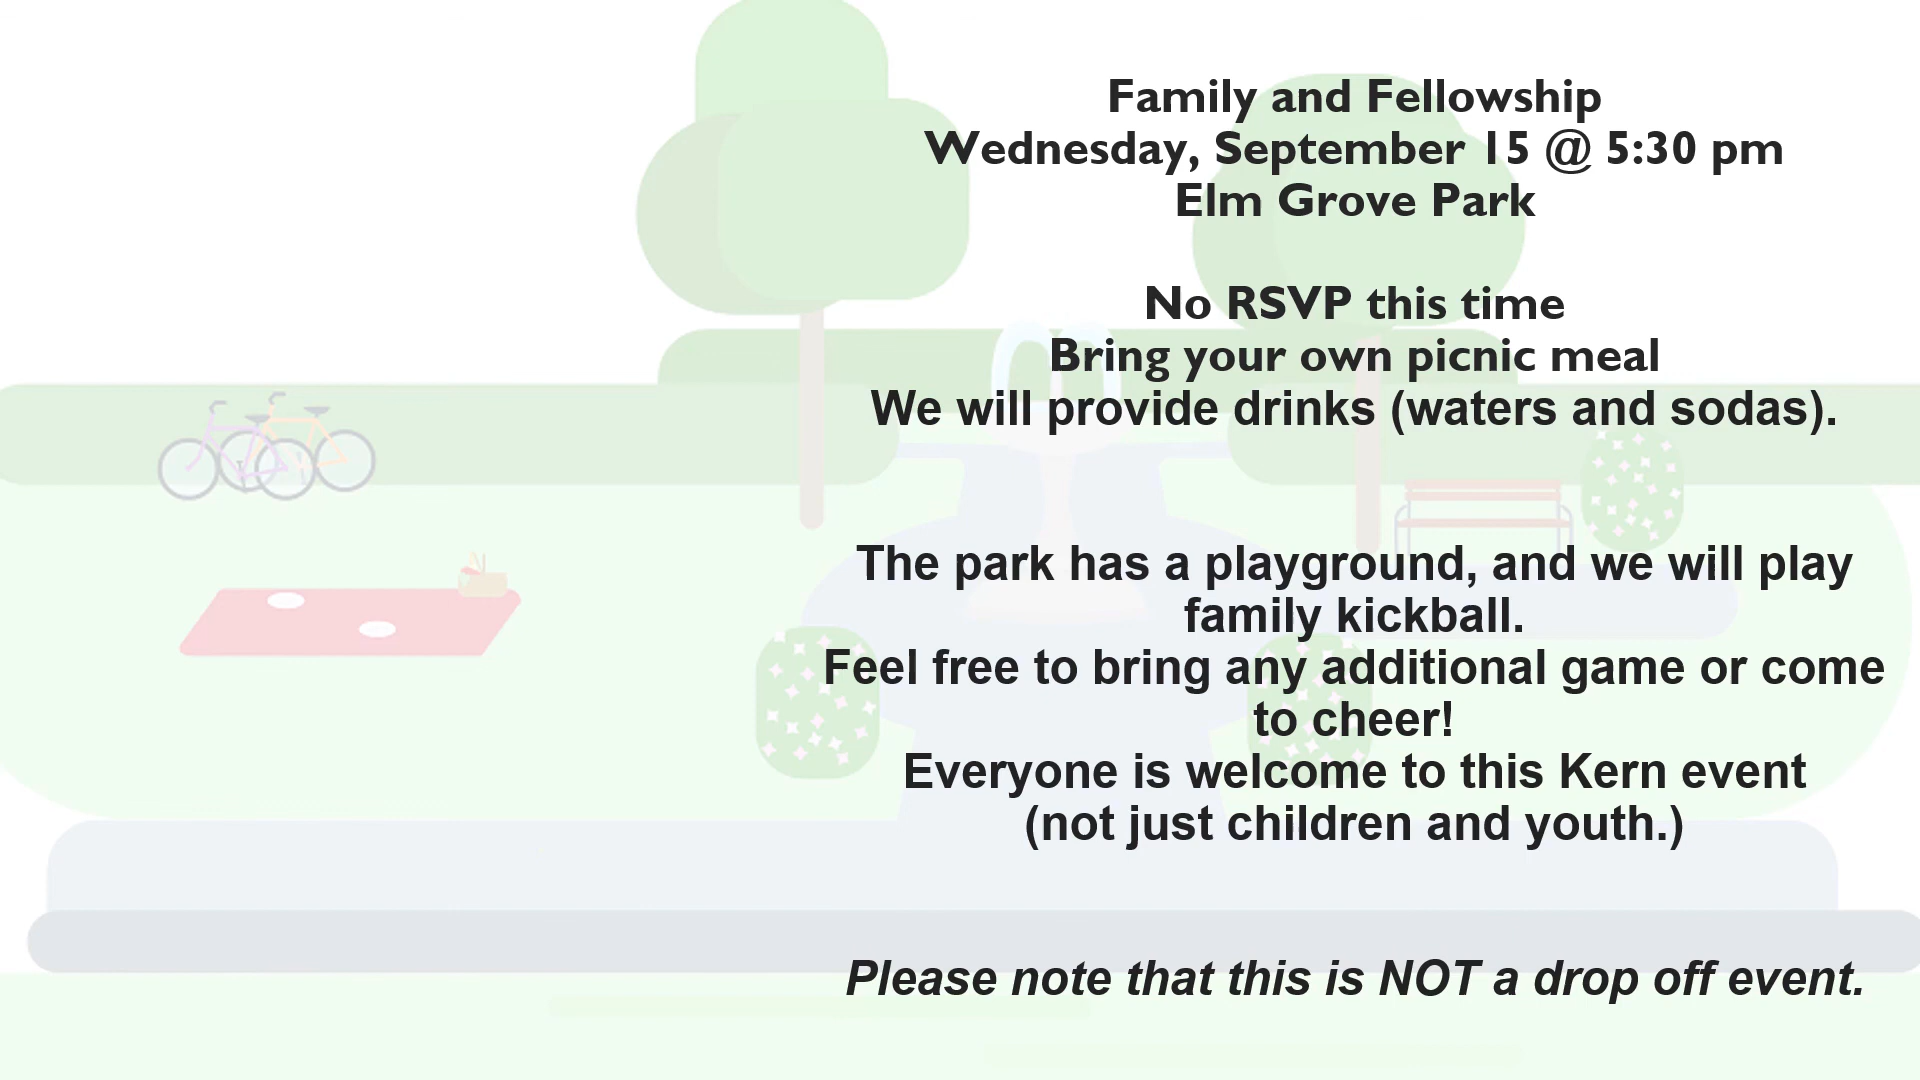 Family and Fellowship
Wednesday, September 15 @ 5:30 pm
Elm Grove Park
No RSVP this time
Bring your own picnic meal
We will provide drinks (waters and sodas).
The park has a playground, and we will play
family kickball.
Feel free to bring any additional game or come
to cheer!
Everyone is welcome to this Kern event
(not just children and youth.)
Please note that this is NOT a drop off event.